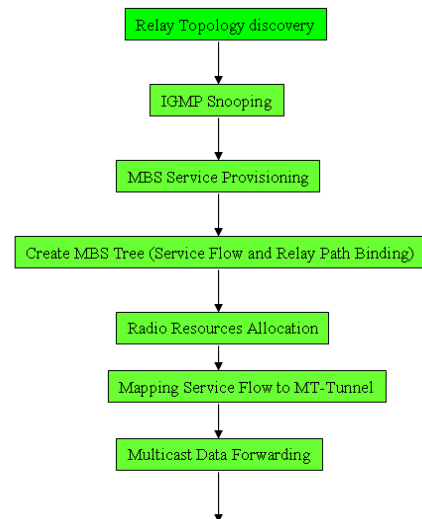 Relay Topology discovery
IGMP Snooping
MBS Service Provisioning
Create MBS Tree (Service Flow and Relay Path Binding)
Radio Resources Allocation
Mapping Service Flow to MT-Tunnel
Multicast Data Forwarding